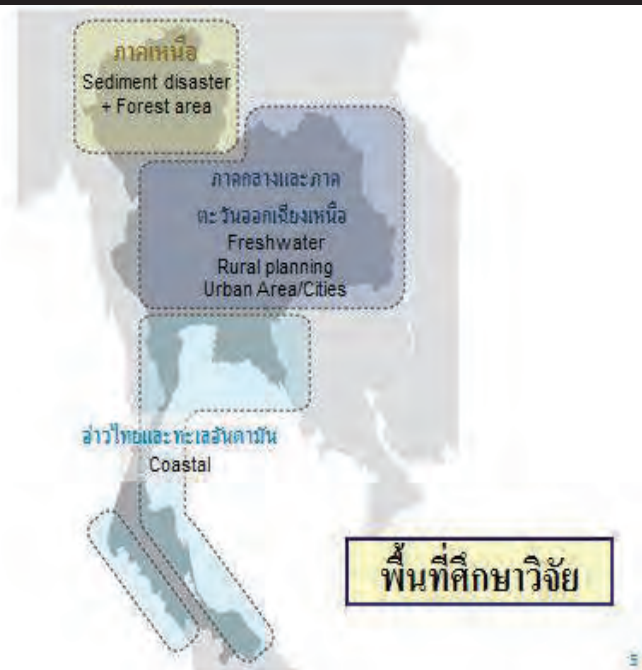 ภาคเหนือ
Sediment disaster
+ Forest area
ภาคกลางและภาค
ตะวันออกเฉียงเหนือ
Freshwater
Rural planning
Urban Area/Cities
อ่าวไทยและทะเลอันดามัน
Coastal
พื้นที่ศึกษาวิจัย